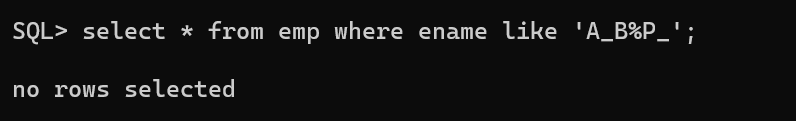 SQL> select * from emp where ename like 'A_B%P_';
no rows selected